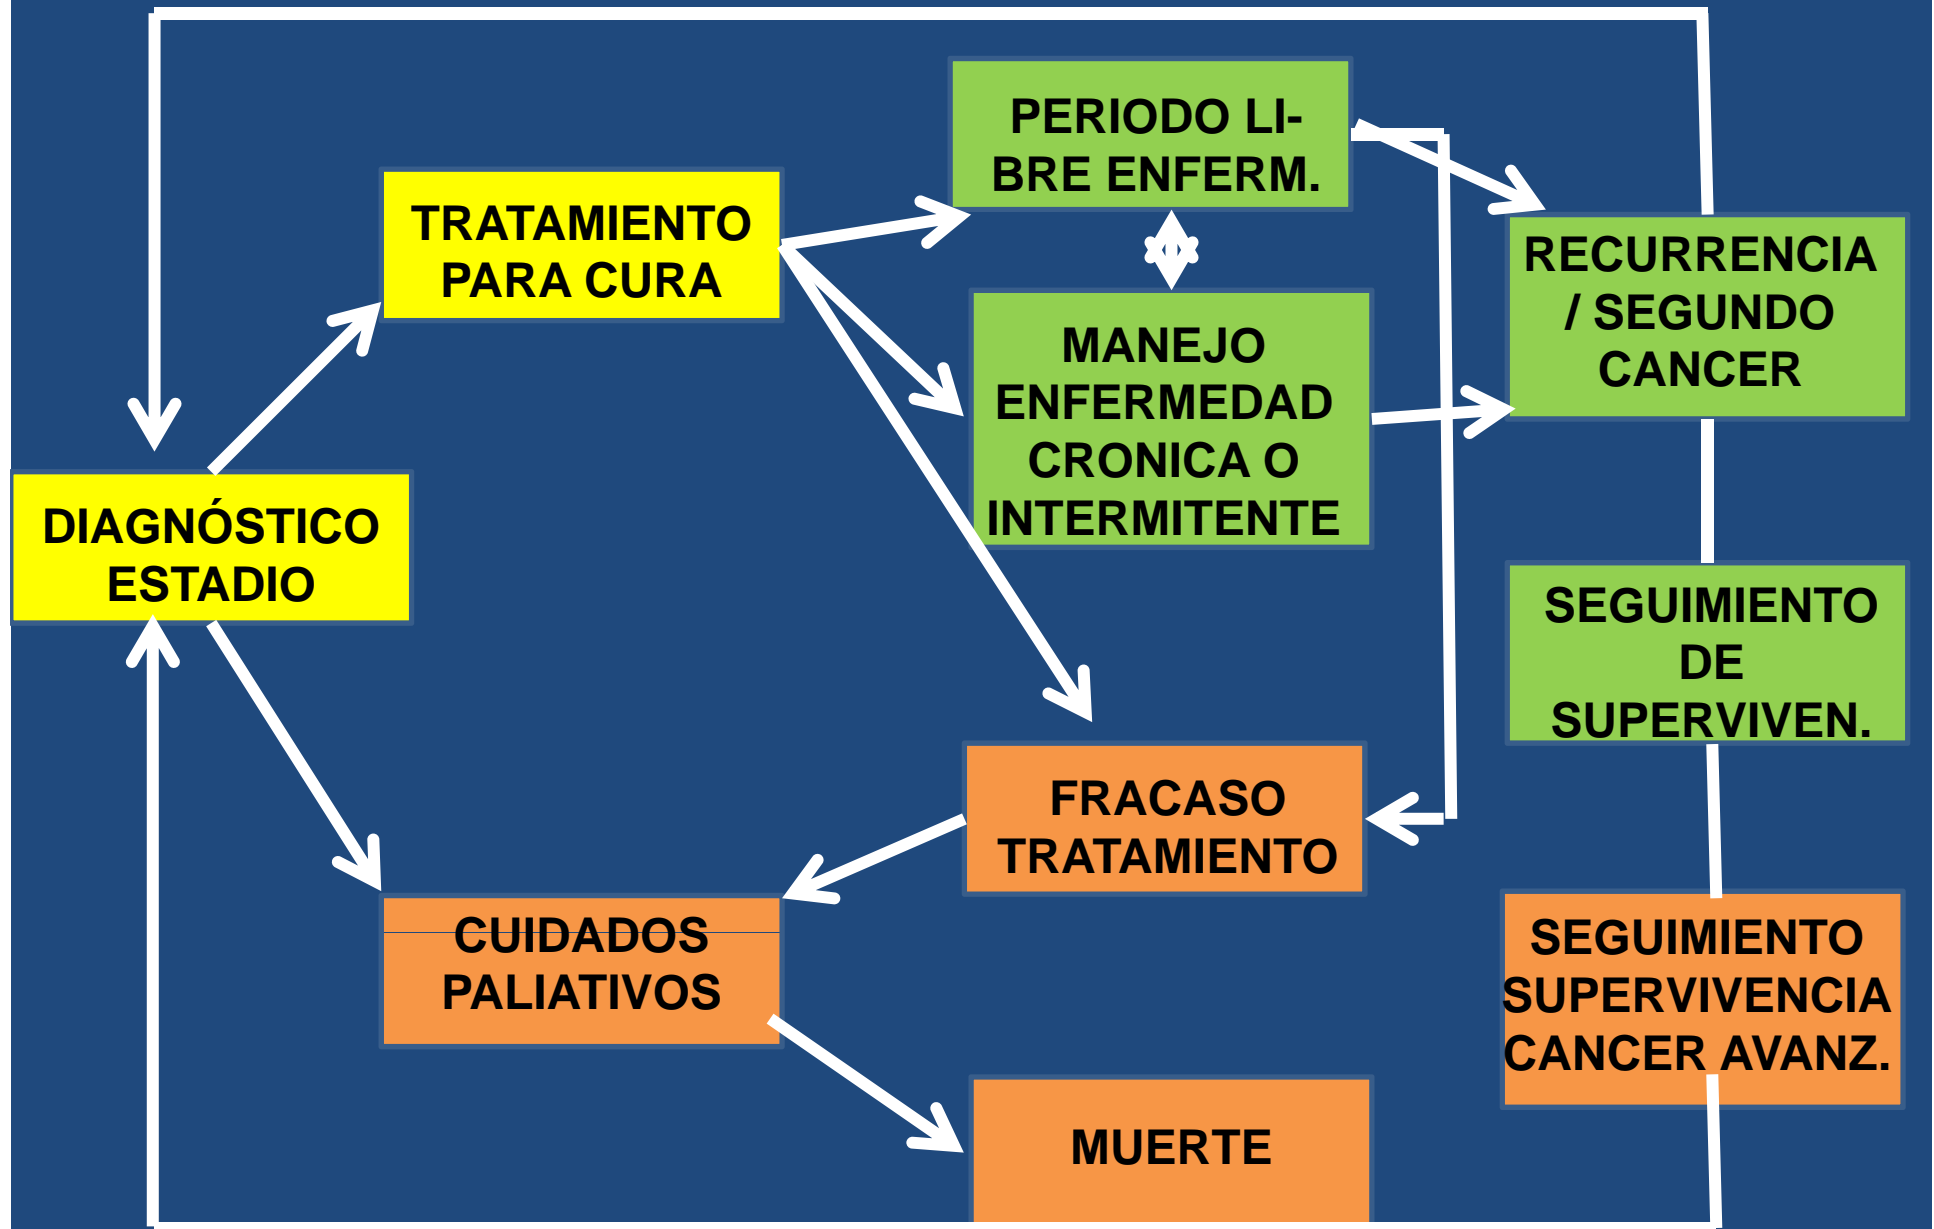 PERIODO LI-
BRE ENFERM.
TRATAMIENTO
PARA CURA
RECURRENCIA
/ SEGUNDO
CANCER
MANEJO
ENFERMEDAD
CRONICA O
INTERMITENTE
DIAGNÓSTICO
ESTADIO
SEGUIMIENTO
DE
SUPERVIVEN.
FRACASO
TRATAMIENTO
CUIDADOS
PALIATIVOS
SEGUIMIENTO
SUPERVIVENCIA
CANCER AVANZ.
MUERTE